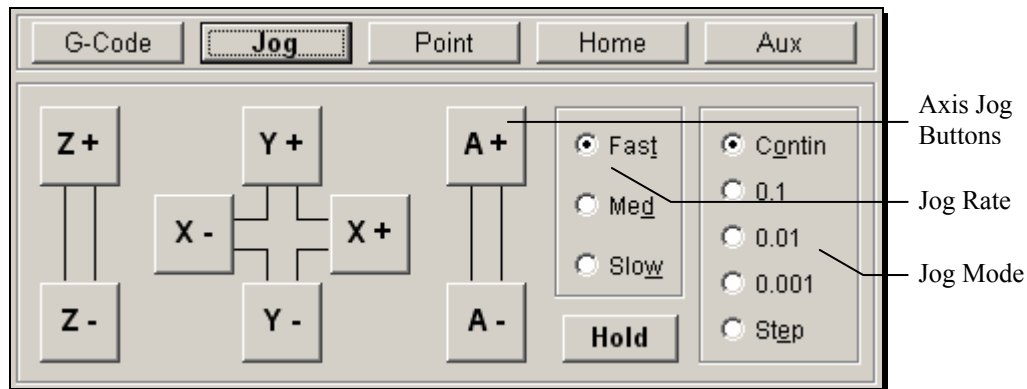 G-Code Jog Point Home Aux
Z + Y + A +
X - X +
Z - Y - A -
Fast
Med
Slow
Hold
Contin
0.1
0.01
0.001
Step
Axis Jog
Buttons
Jog Rate
Jog Mode